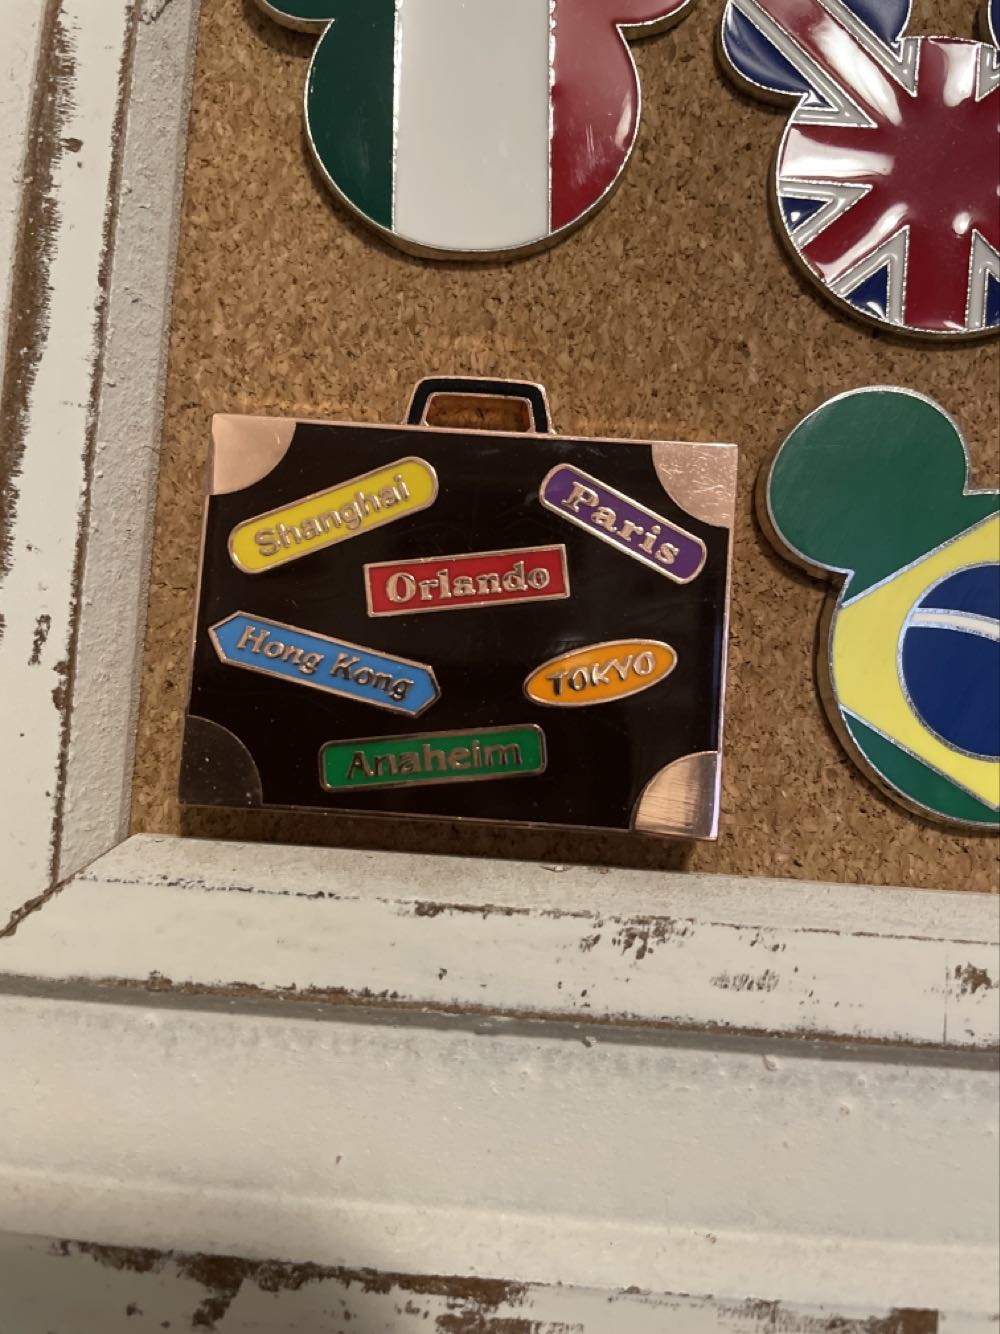 Shanghai
Paris
Orlando
Hong Kong
TOKYO
Anaheim